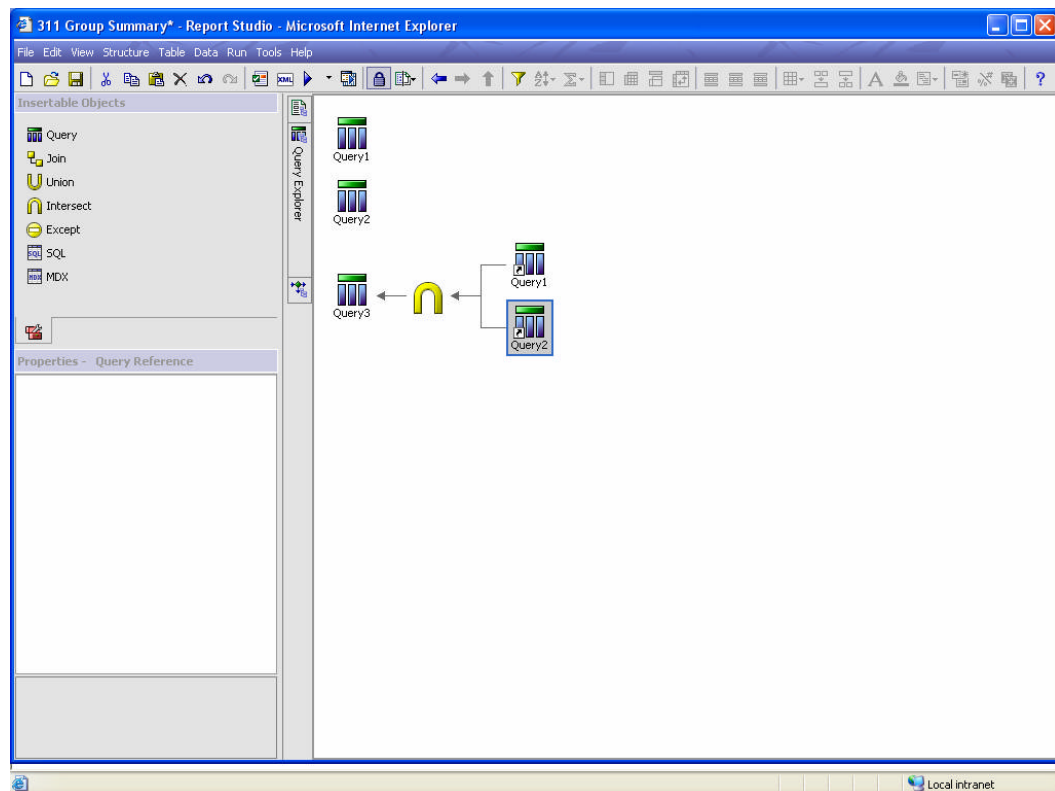 311 Group Summary* - Report Studio - Microsoft Internet Explorer
File Edit View Structure Table Data Run Tools Help
Insertable Objects
Query
Join
Union
Intersect
Except
SQL SQL
MDX MDX
Query Explorer
Query1
Query2
Query1
Query3
Query2
Properties - Query Reference
Local intranet